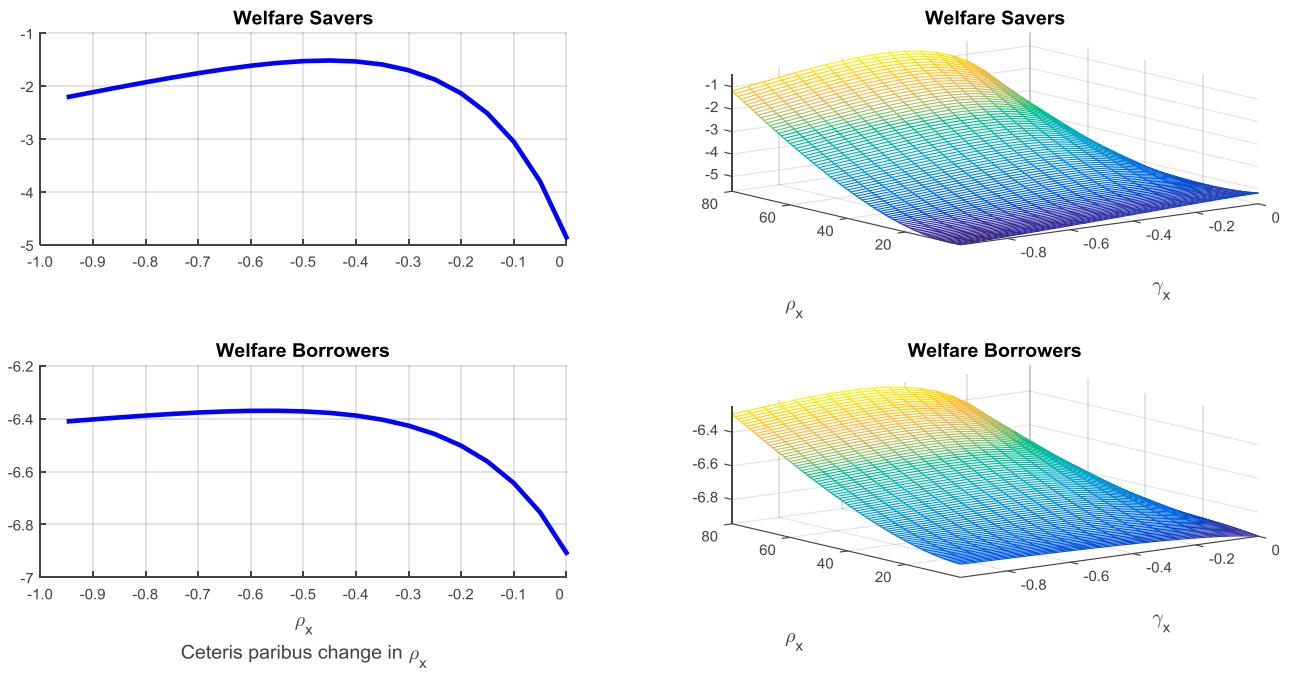 Welfare Savers
-1
-2
-3
-4
-5
-1.0 -0.9 -0.8 -0.7 -0.6 -0.5 -0.4 -0.3 -0.2 -0.1 0
Welfare Savers
-1
-2
-3
-4
-5
80 60 40 20
-0.8 -0.6 -0.4 -0.2 0
ρx
γx
Welfare Borrowers
-6.2
-6.4
-6.6
-6.8
-7
-1.0 -0.9 -0.8 -0.7 -0.6 -0.5 -0.4 -0.3 -0.2 -0.1 0
ρx
Ceteris paribus change in ρx
Welfare Borrowers
-6.4
-6.6
-6.8
80 60 40 20
-0.8 -0.6 -0.4 -0.2 0
ρx
γx